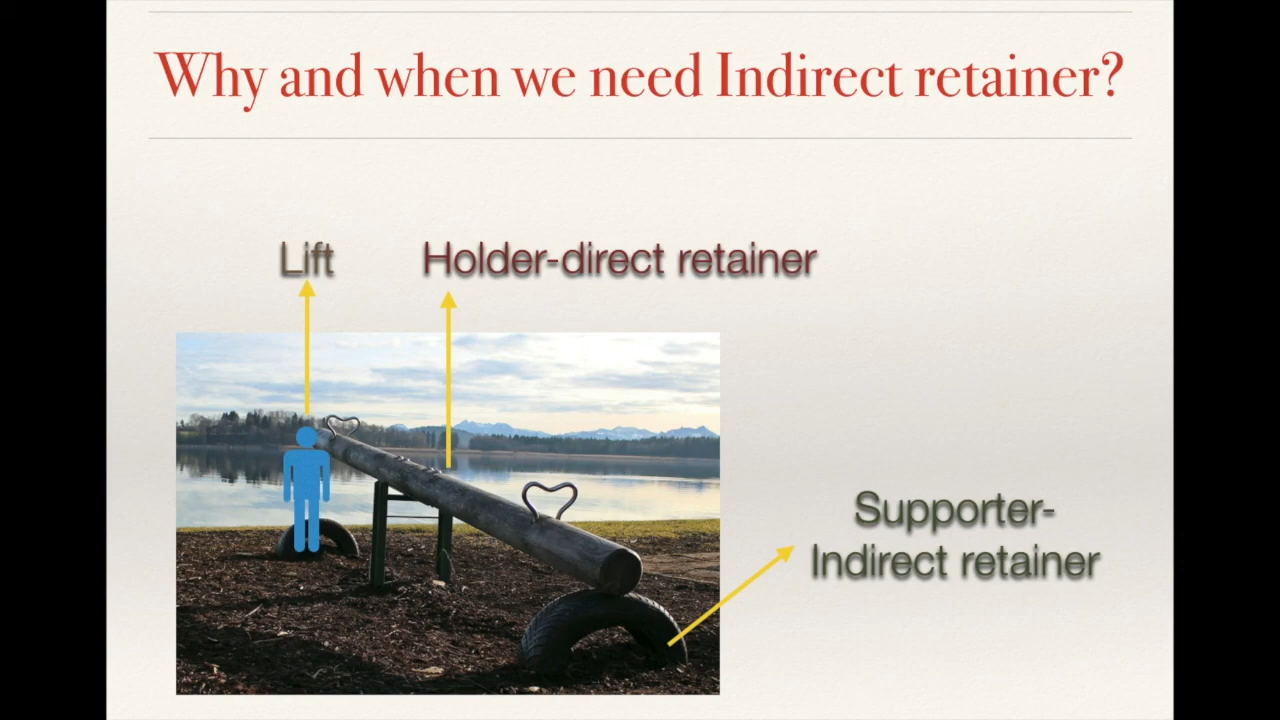 Why and when we need Indirect retainer?
Lift
Holder-direct retainer
Supporter-
Indirect retainer